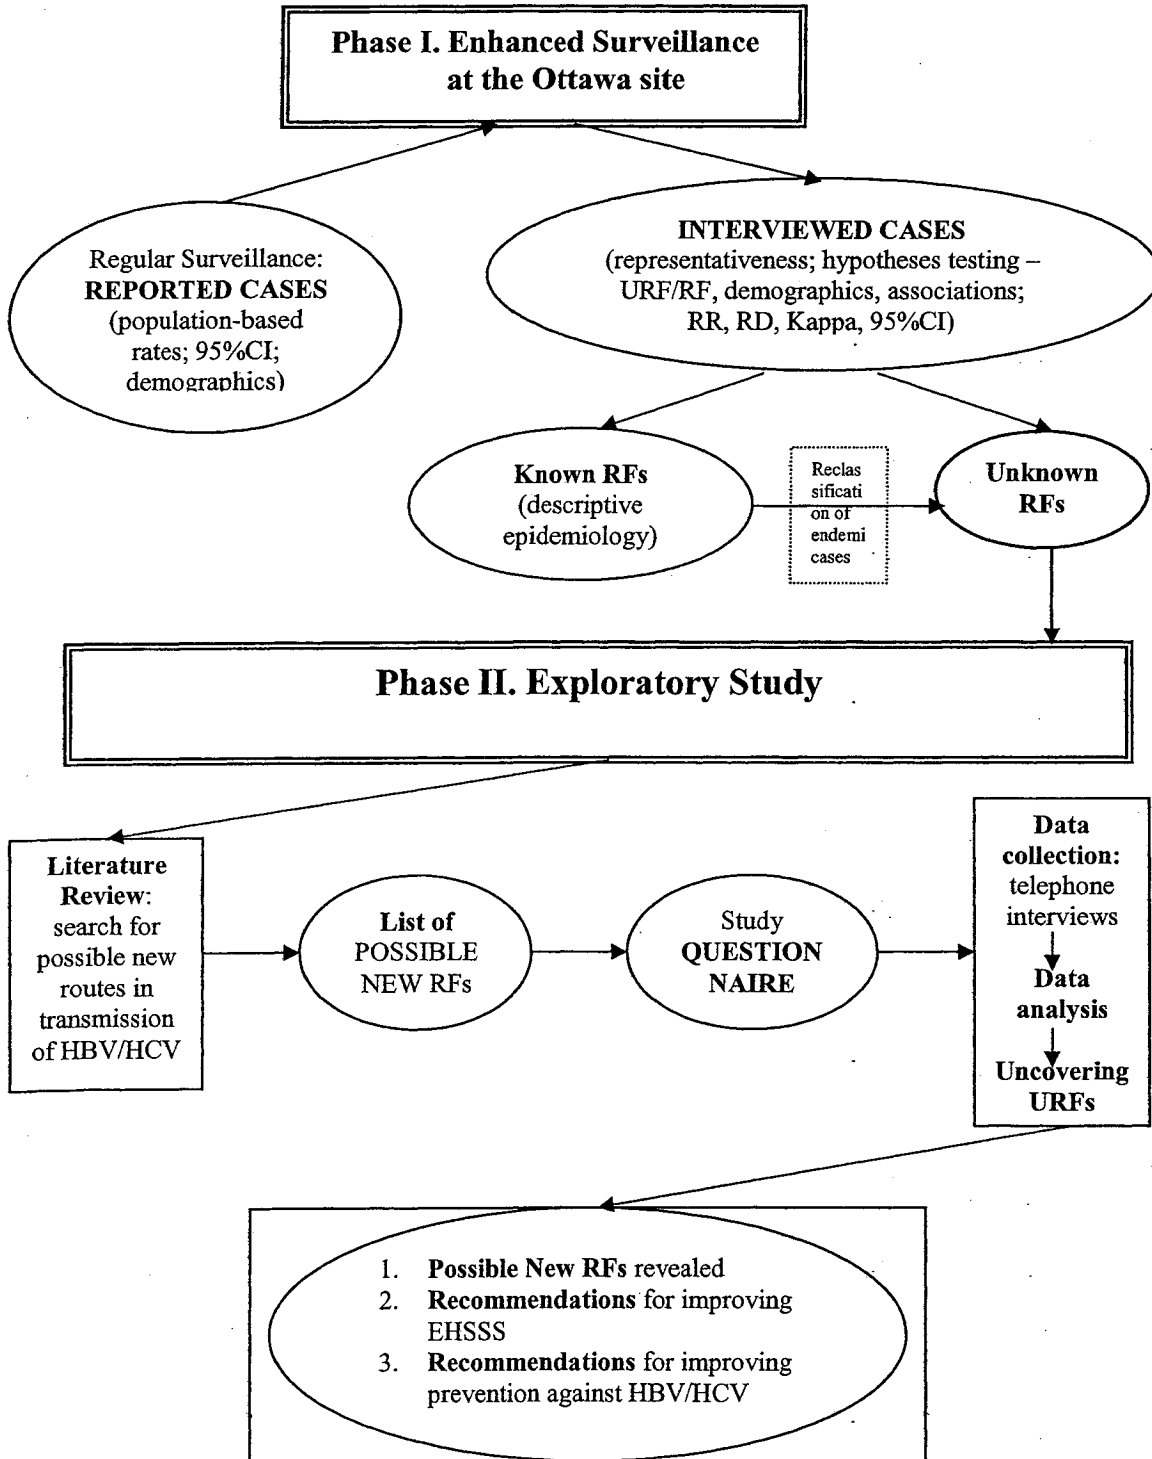 Phase I. Enhanced Surveillance
at the Ottawa site
Regular Surveillance:
REPORTED CASES
(population-based
rates; 95%CI;
demographics)
INTERVIEWED CASES
(representativeness; hypotheses testing –
URF/RF, demographics, associations;
RR, RD, Kappa, 95%CI)
Known RFs
(descriptive
epidemiology)
Reclas
sificati
on of
endemi
cases
Unknown
RFs
Phase II. Exploratory Study
Literature
Review:
search for
possible new
routes in
transmission
of HBV/HCV
List of
POSSIBLE
NEW RFs
Study
QUESTION
NAIRE
Data
collection:
telephone
interviews
Data
analysis
Uncovering
URFs
1. Possible New RFs revealed
2. Recommendations for improving
EHSSS
3. Recommendations for improving
prevention against HBV/HCV